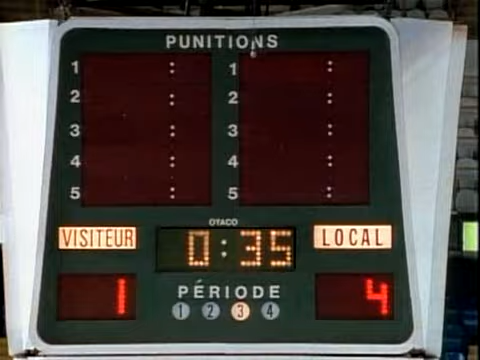 PUNITIONS
1 : 1 :
2 : 2 :
3 : 3 :
4 : 4 :
5 : 5 :
OYACO
VISITEUR 0:35 LOCAL
PÉRIODE
1 1 2 3 4 4